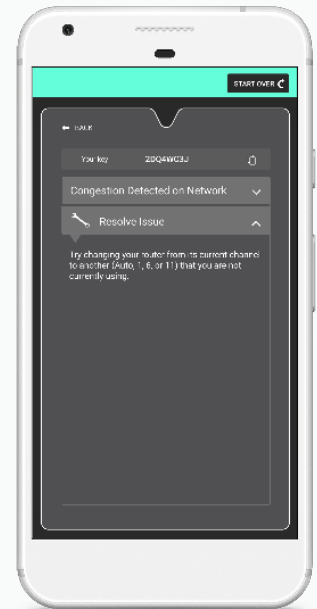 START OVER
BACK
Your key 2DQ4WC3J
Congestion Detected on Network
Resolve Issue
Try changing your router from its current channel
to another (Auto, 1, 6, or 11) that you are not
currently using.